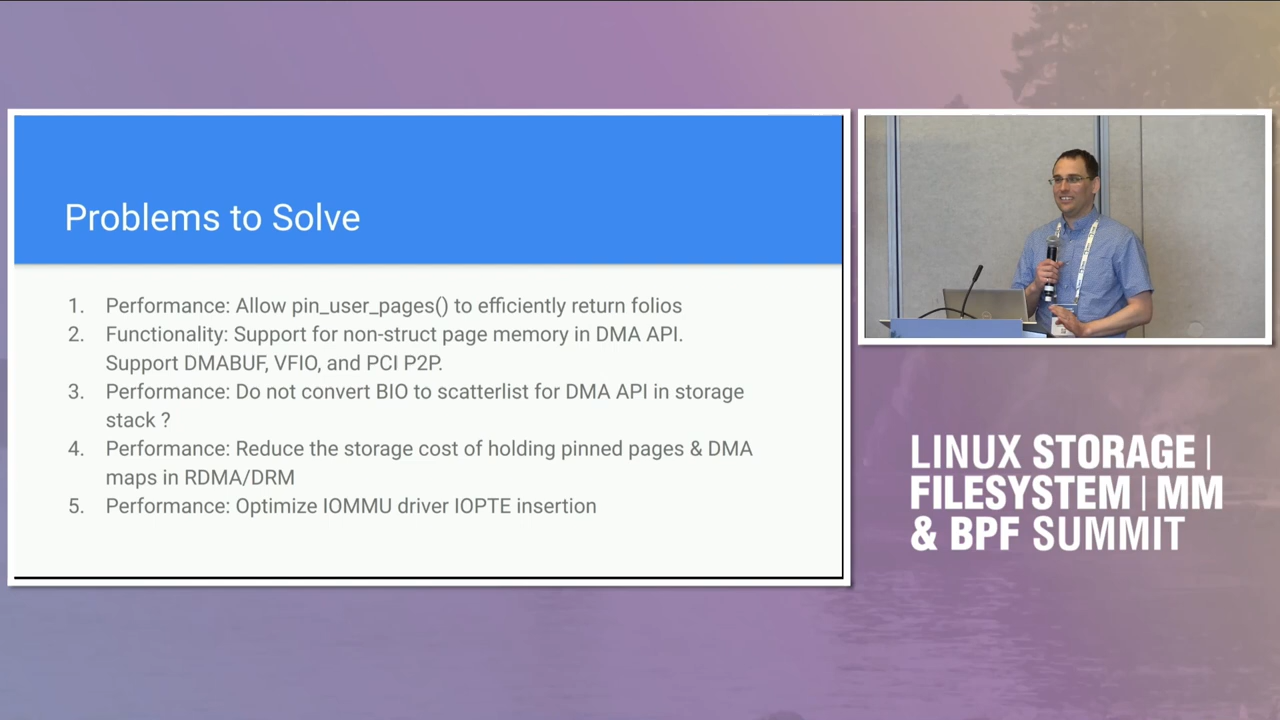 Problems to Solve
1. Performance: Allow pin_user_pages() to efficiently return folios
2. Functionality: Support for non-struct page memory in DMA API.
Support DMABUF, VFIO, and PCI P2P.
3. Performance: Do not convert BIO to scatterlist for DMA API in storage
stack ?
4. Performance: Reduce the storage cost of holding pinned pages & DMA
maps in RDMA/DRM
5. Performance: Optimize IOMMU driver IOPTE insertion
LINUX STORAGE |
FILESYSTEM | MM
& BPF SUMMIT